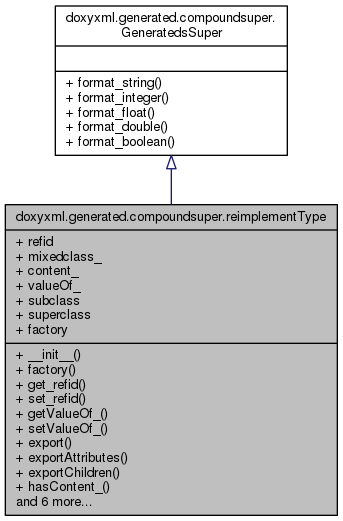 doxyxml.generated.compoundsuper.
GeneratedsSuper
+ format_string()
+ format_integer()
+ format_float()
+ format_double()
+ format_boolean()
doxyxml.generated.compoundsuper.reimplementType
+ refid
+ mixedclass_
+ content_
+ valueOf_
+ subclass
+ superclass
+ factory
+ __init__()
+ factory()
+ get_refid()
+ set_refid()
+ getValueOf_()
+ setValueOf_()
+ export()
+ exportAttributes()
+ exportChildren()
+ hasContent_()
and 6 more...